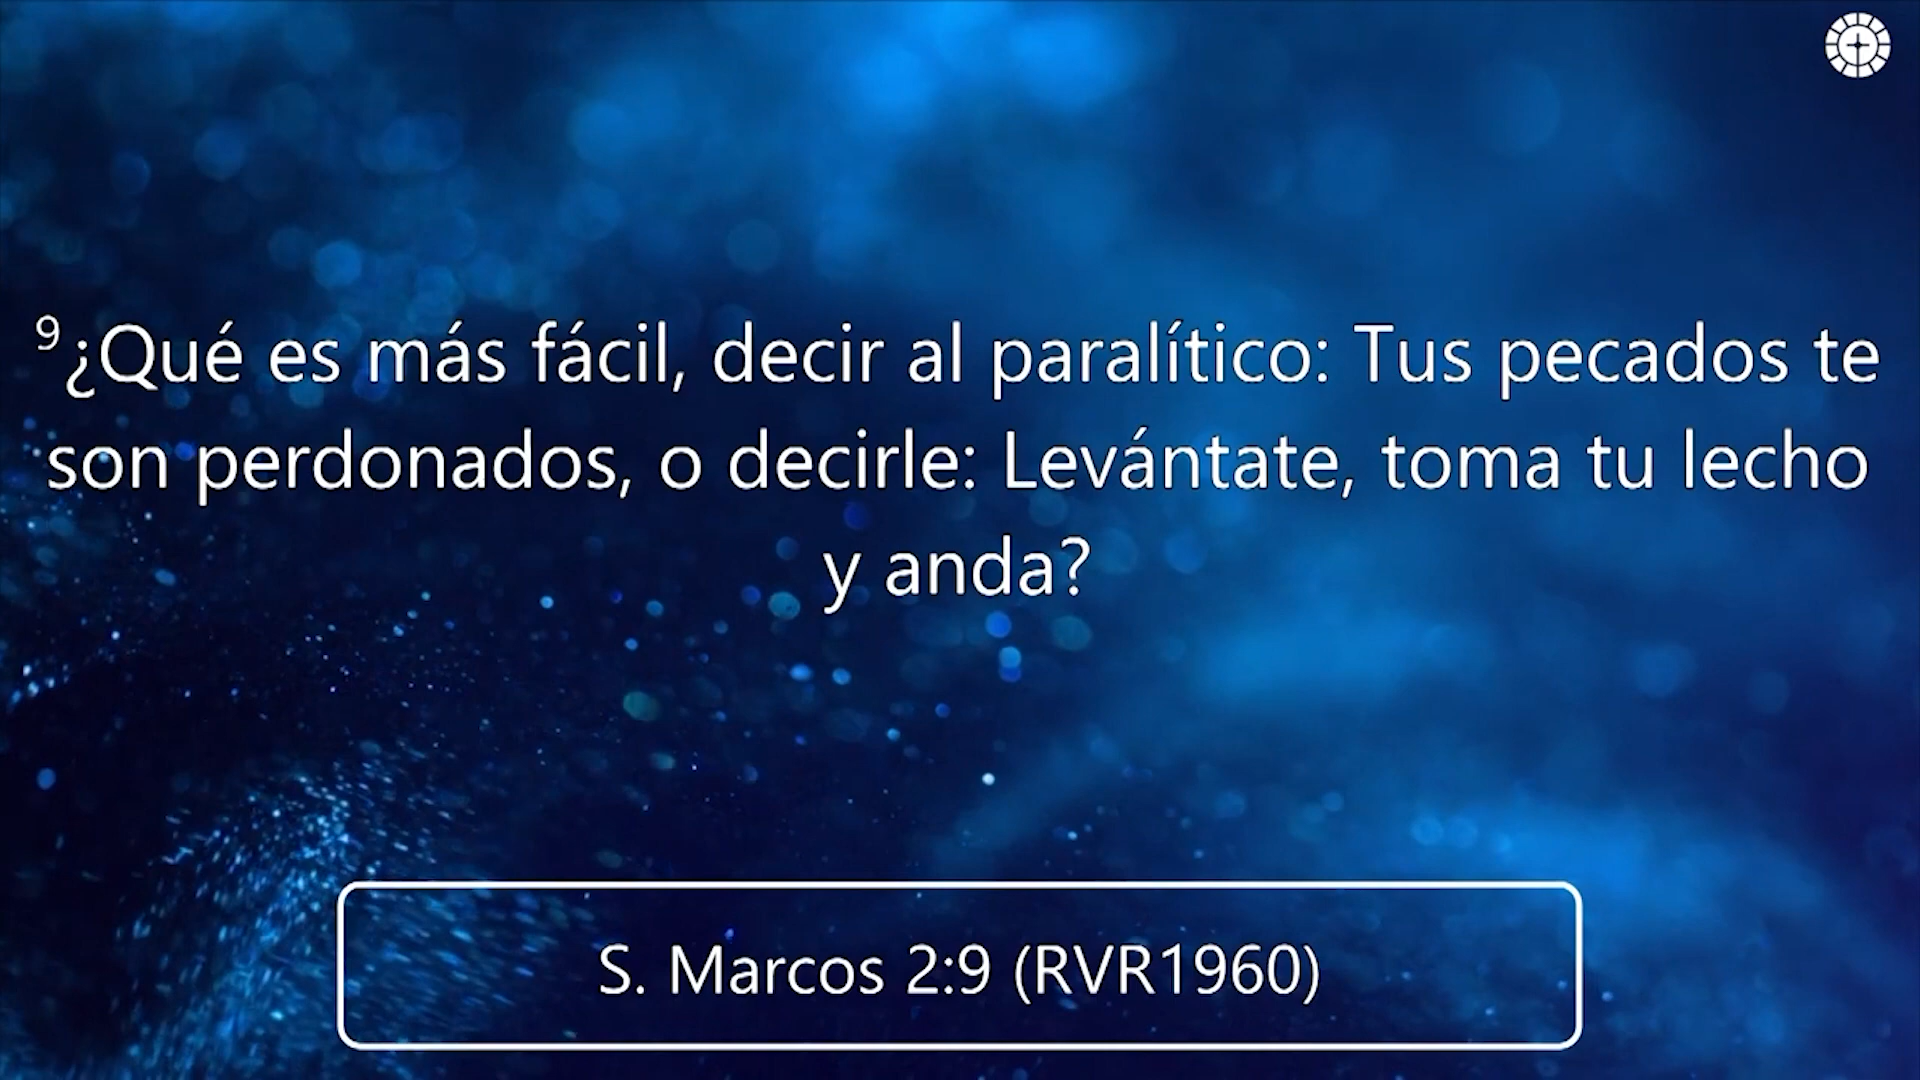 9¿Qué es más fácil, decir al paralítico: Tus pecados te
son perdonados, o decirle: Levántate, toma tu lecho
y anda?
S. Marcos 2:9 (RVR1960)